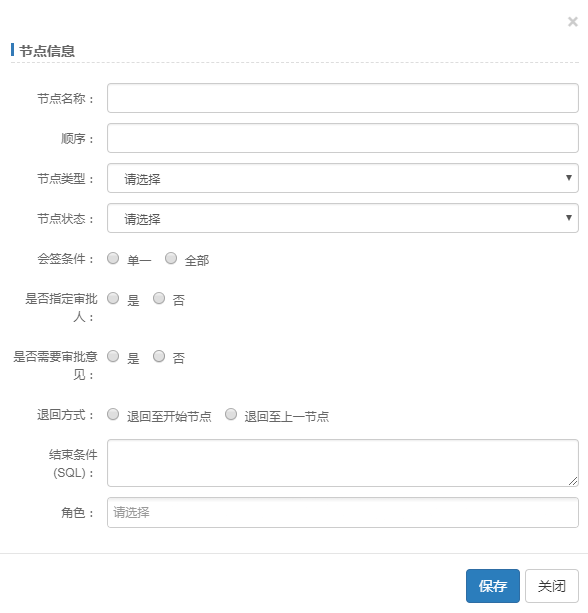 ×
节点信息
节点名称：
顺序：
节点类型： 请选择
节点状态： 请选择
会签条件： 单一 全部
是否指定审批
人： 是 否
是否需要审批意
见： 是 否
退回方式： 退回至开始节点 退回至上一节点
结束条件
(SQL)：
角色： 请选择
保存 关闭